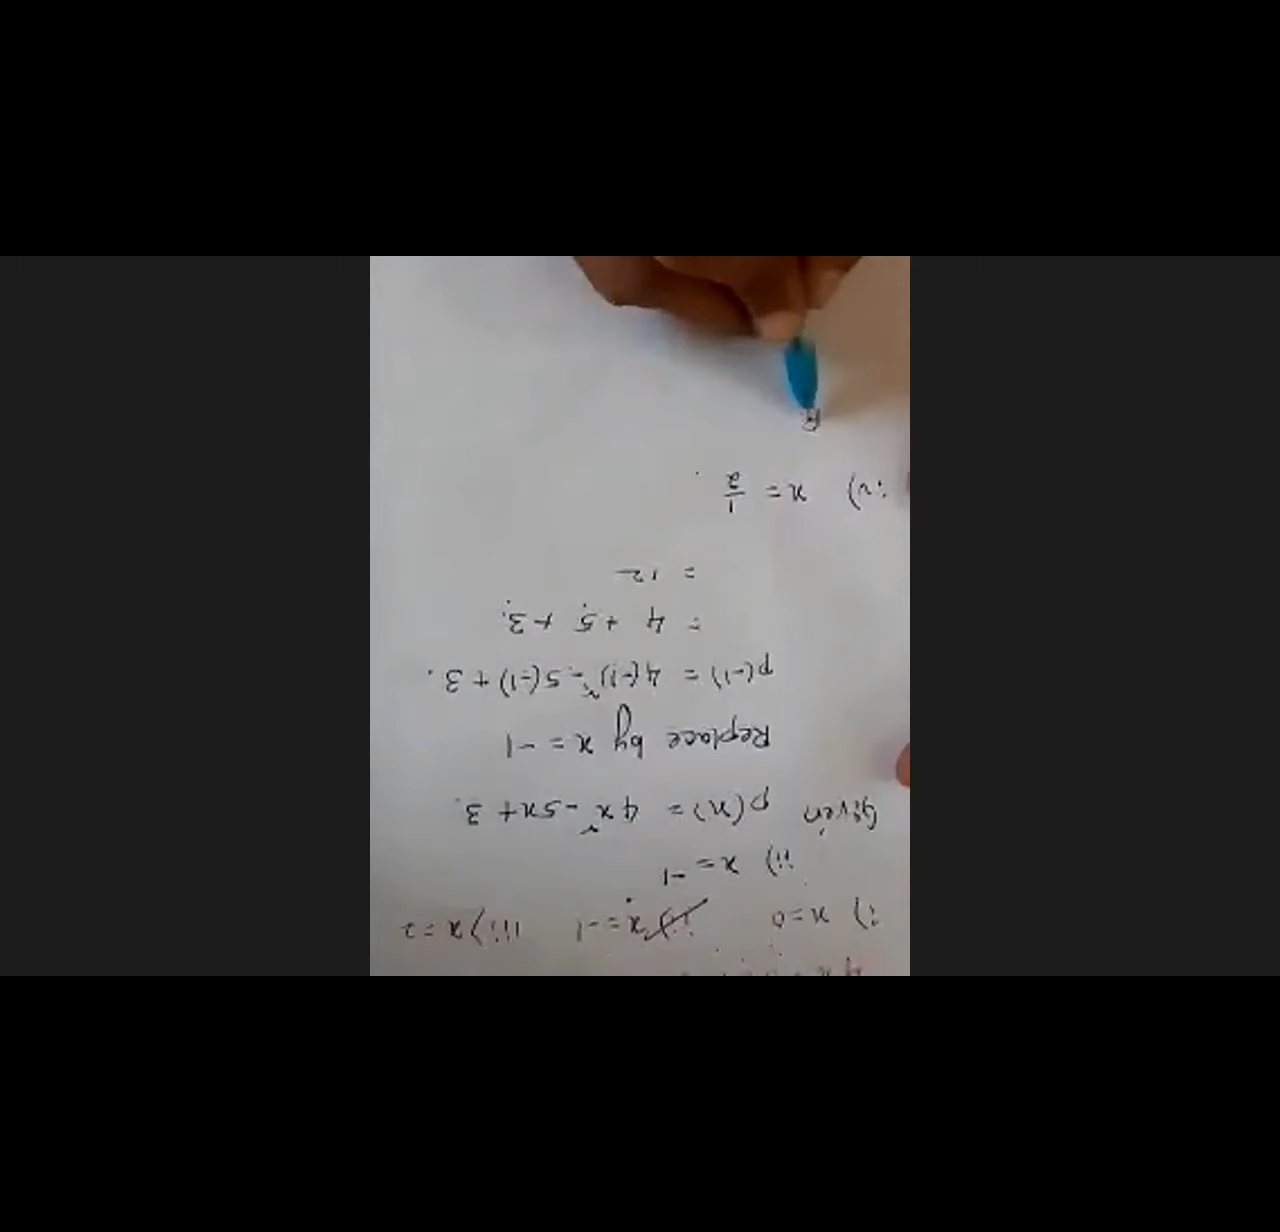 i) x=0 ii) x=-1 iii) x=2
ii) x = -1
Given p(x) = 4x² - 5x + 3.
Replace by x = -1
p(-1) = 4(-1)² - 5(-1) + 3.
= 4 + 5 + 3.
= 12
iv) x = 1/2
R